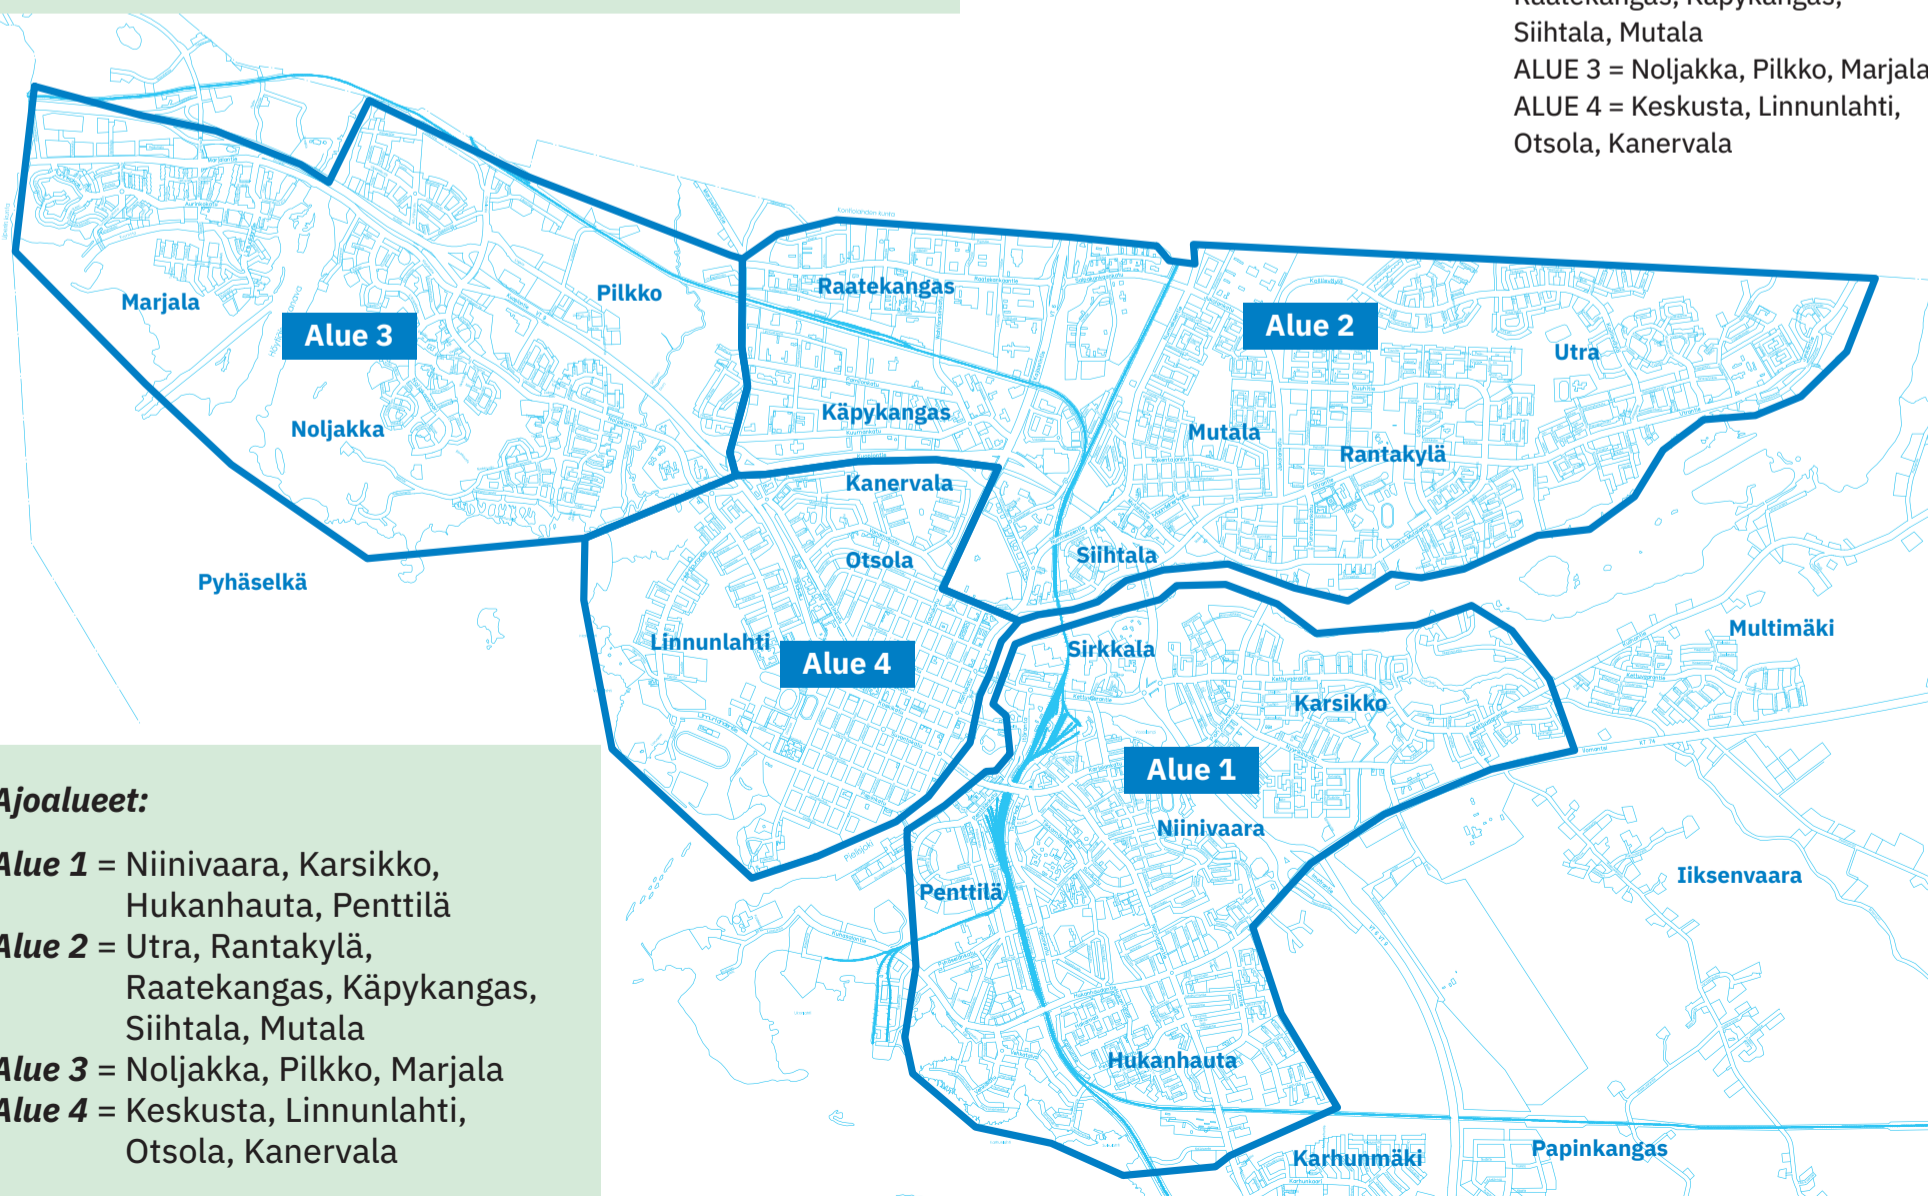 Siihtala, Mutala
ALUE 3 = Noljakka, Pilkko, Marjala
ALUE 4 = Keskusta, Linnunlahti,
Otsola, Kanervala
Raatekangas
Pilkko
Marjala
Alue 3
Alue 2
Utra
Käpykangas
Noljakka
Mutala
Rantakylä
Kanervala
Otsola
Siihtala
Pyhäselkä
Linnunlahti
Alue 4
Sirkkala
Multimäki
Karsikko
Alue 1
Niinivaara
Penttilä
Iiksenvaara
Hukanhauta
Karhunmäki
Papinkangas
Ajoalueet:
Alue 1 = Niinivaara, Karsikko,
Hukanhauta, Penttilä
Alue 2 = Utra, Rantakylä,
Raatekangas, Käpykangas,
Siihtala, Mutala
Alue 3 = Noljakka, Pilkko, Marjala
Alue 4 = Keskusta, Linnunlahti,
Otsola, Kanervala